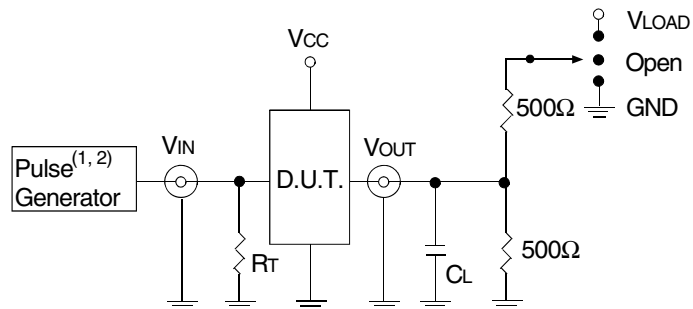 VLOAD
VCC
Open
500Ω
GND
VIN
VOUT
Pulse(1, 2)
Generator
D.U.T.
500Ω
RT
CL